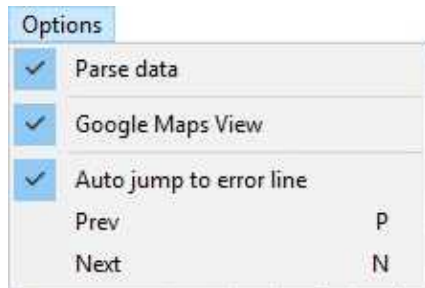 Options
Parse data
Google Maps View
Auto jump to error line
Prev P
Next N